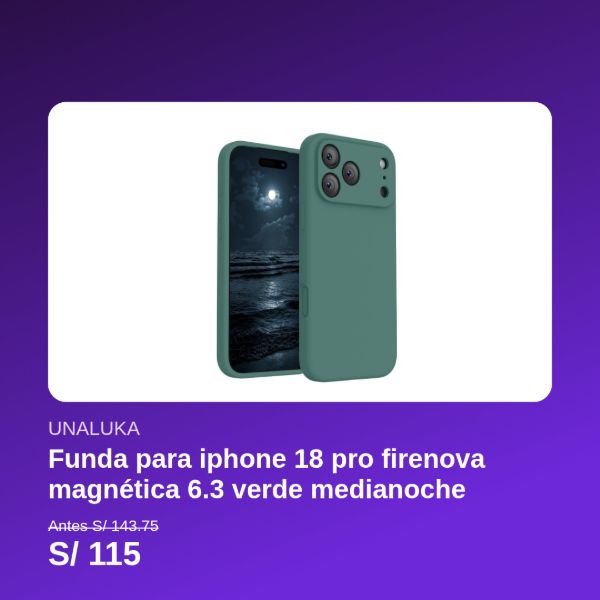 UNALUKA
Funda para iphone 18 pro firenova
magnética 6.3 verde medianoche
Antes S/ 143.75
S/ 115